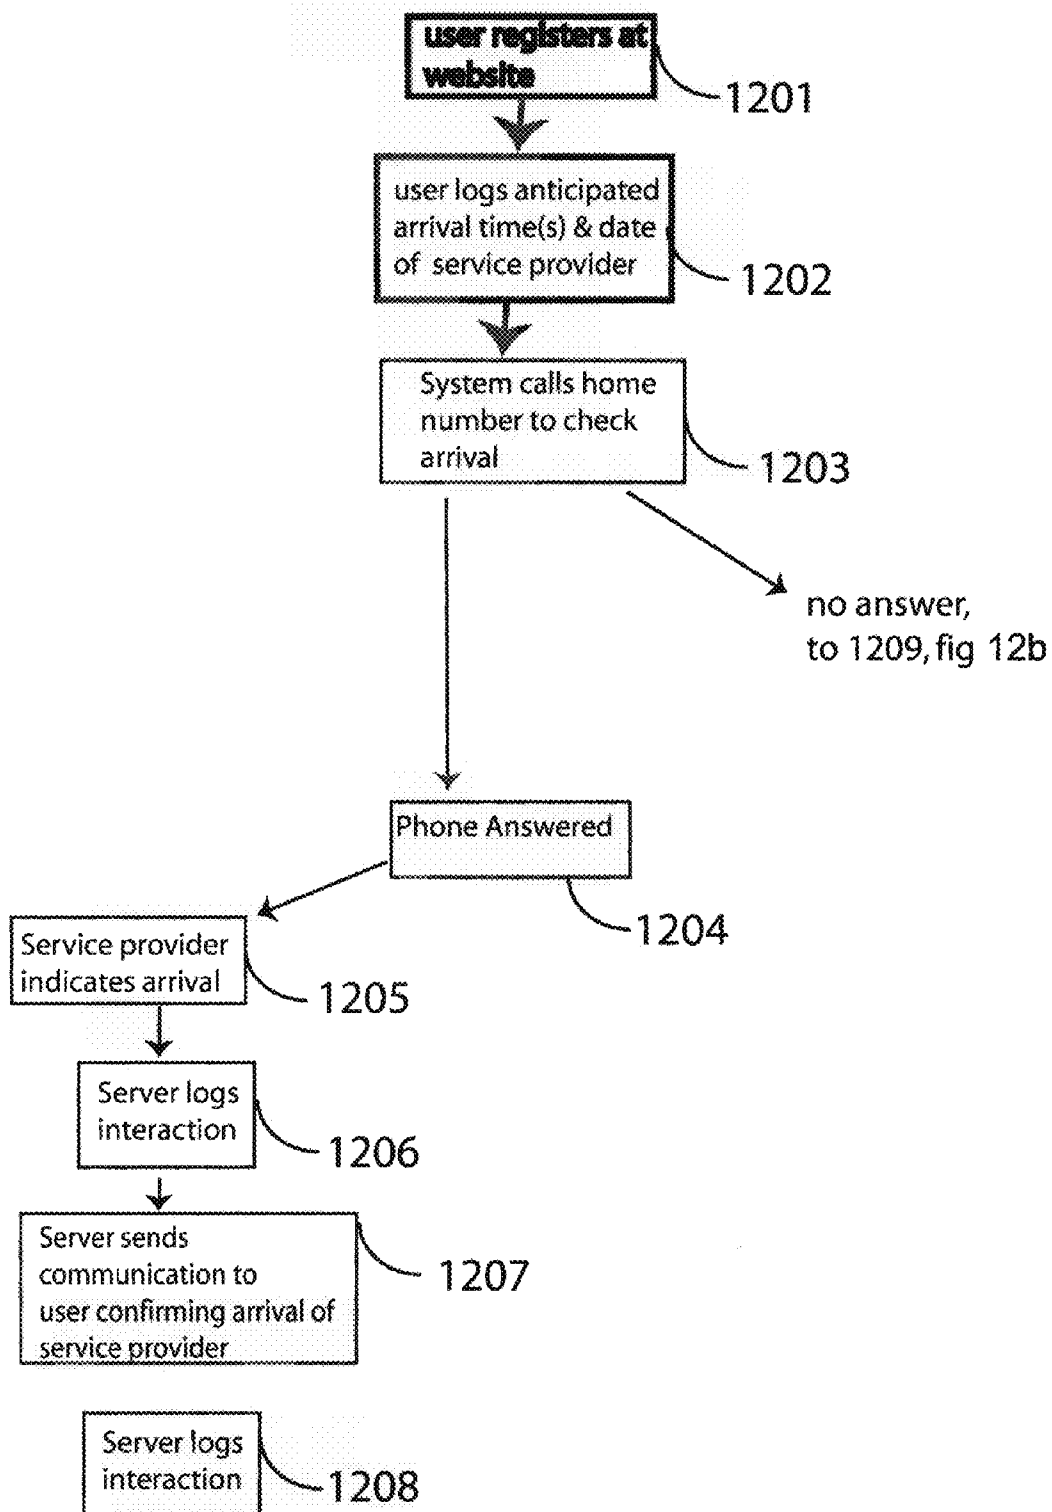 user registers at
website
1201
user logs anticipated
arrival time(s) & date
of service provider
1202
System calls home
number to check
arrival
1203
no answer,
to 1209, fig 12b
Phone Answered
1204
Service provider
indicates arrival
1205
Server logs
interaction
1206
Server sends
communication to
user confirming arrival of
service provider
1207
Server logs
interaction
1208